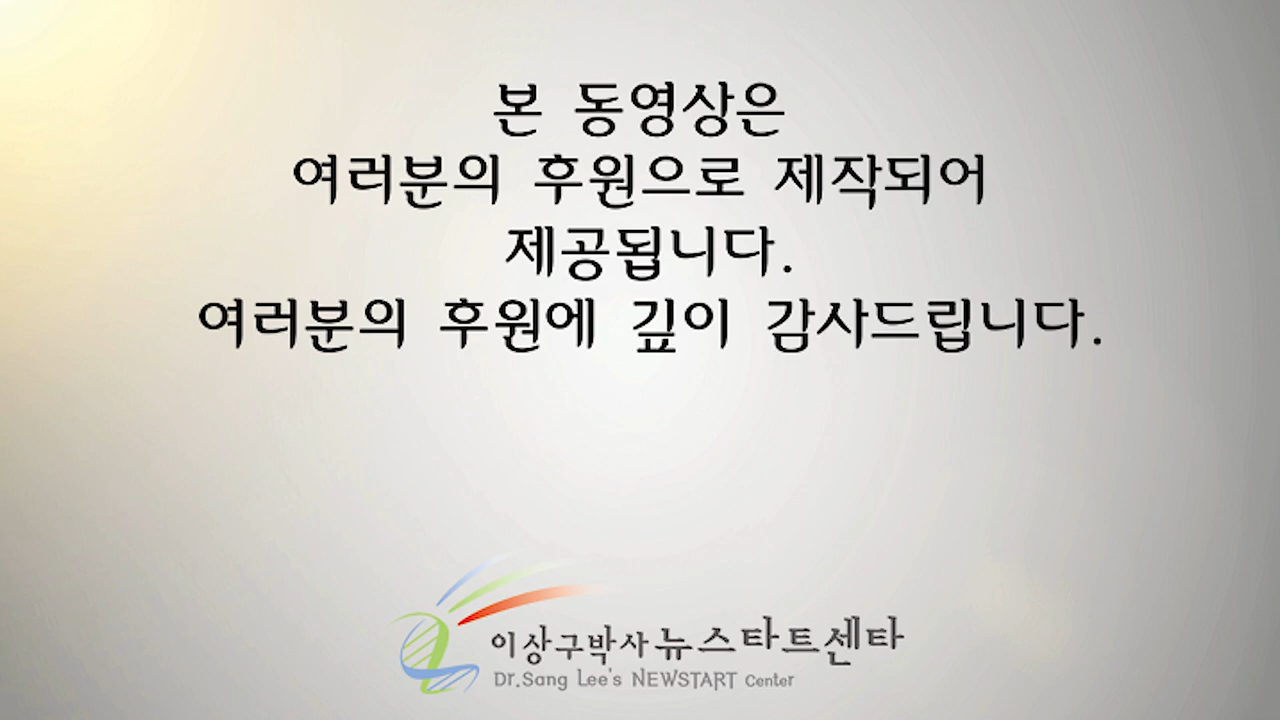 본 동영상은
여러분의 후원으로 제작되어
제공됩니다.
여러분의 후원에 깊이 감사드립니다.
이상구박사 뉴스타트센타
Dr.Sang Lee's NEWSTART Center